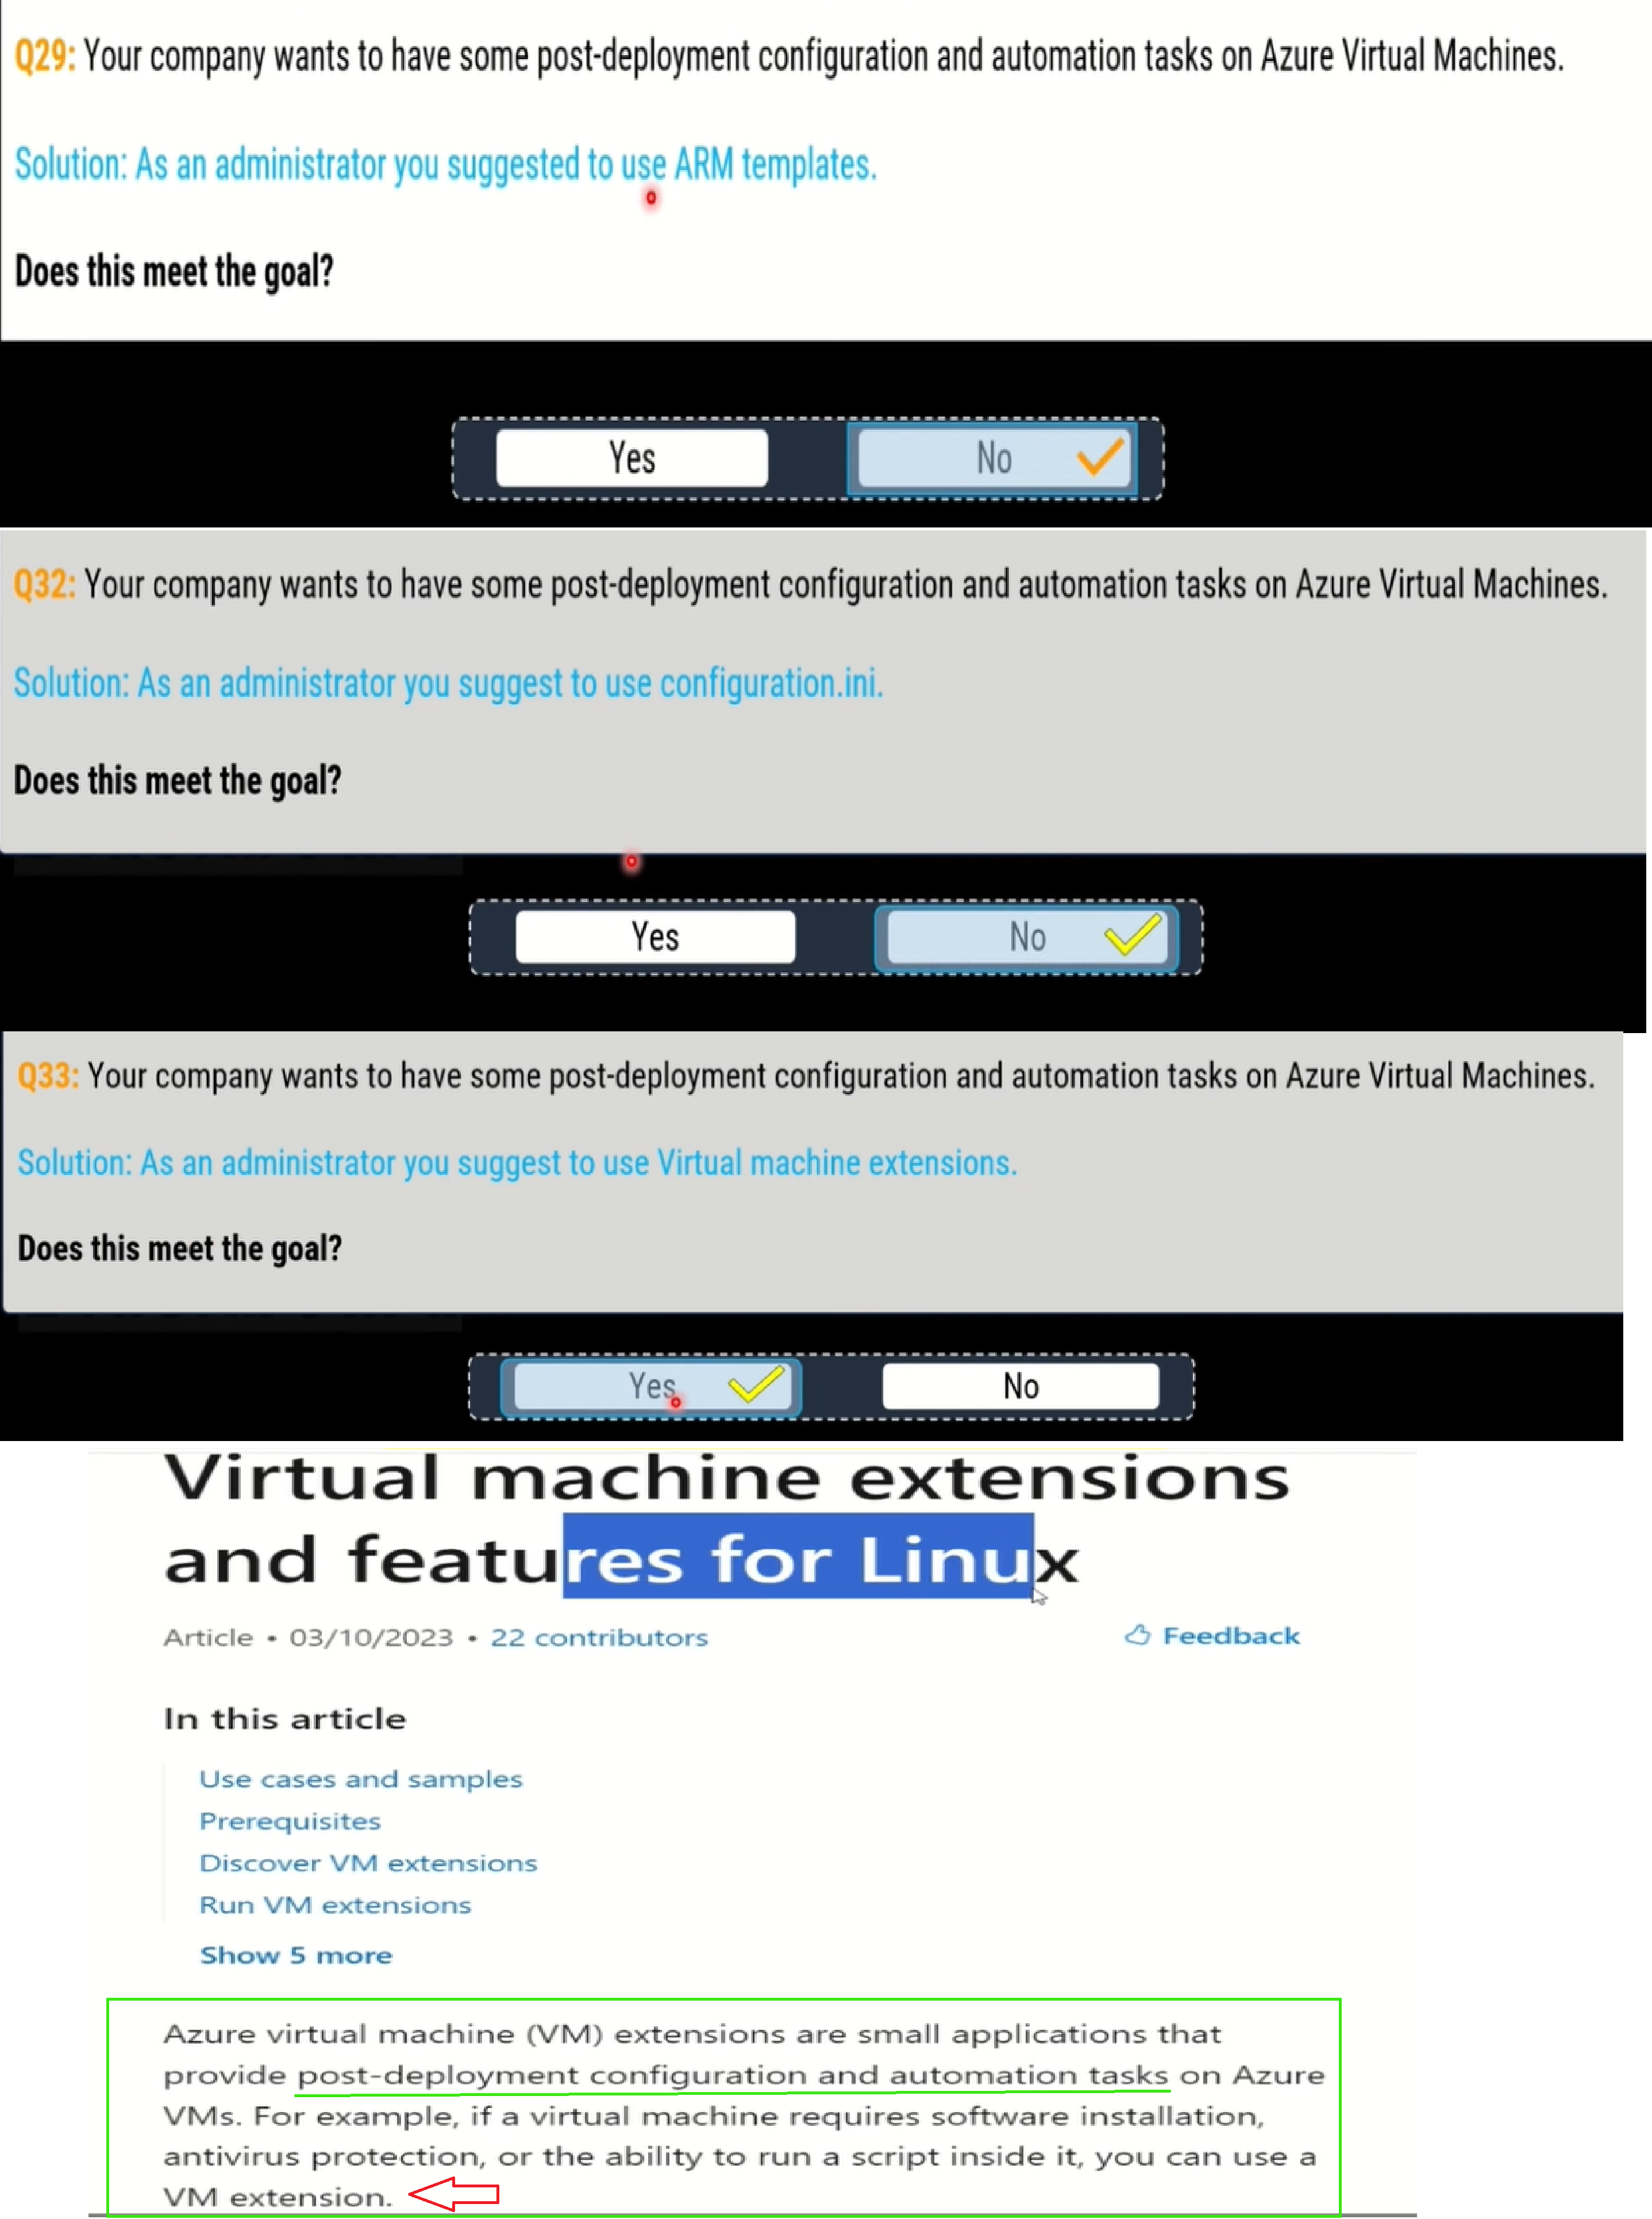 Q29: Your company wants to have some post-deployment configuration and automation tasks on Azure Virtual Machines.
Solution: As an administrator you suggested to use ARM templates.
Does this meet the goal?
Yes No
Q32: Your company wants to have some post-deployment configuration and automation tasks on Azure Virtual Machines.
Solution: As an administrator you suggest to use configuration.ini.
Does this meet the goal?
Yes No
Q33: Your company wants to have some post-deployment configuration and automation tasks on Azure Virtual Machines.
Solution: As an administrator you suggest to use Virtual machine extensions.
Does this meet the goal?
Yes No
Virtual machine extensions
and features for Linux
Article • 03/10/2023 • 22 contributors Feedback
In this article
Use cases and samples
Prerequisites
Discover VM extensions
Run VM extensions
Show 5 more
Azure virtual machine (VM) extensions are small applications that
provide post-deployment configuration and automation tasks on Azure
VMs. For example, if a virtual machine requires software installation,
antivirus protection, or the ability to run a script inside it, you can use a
VM extension.